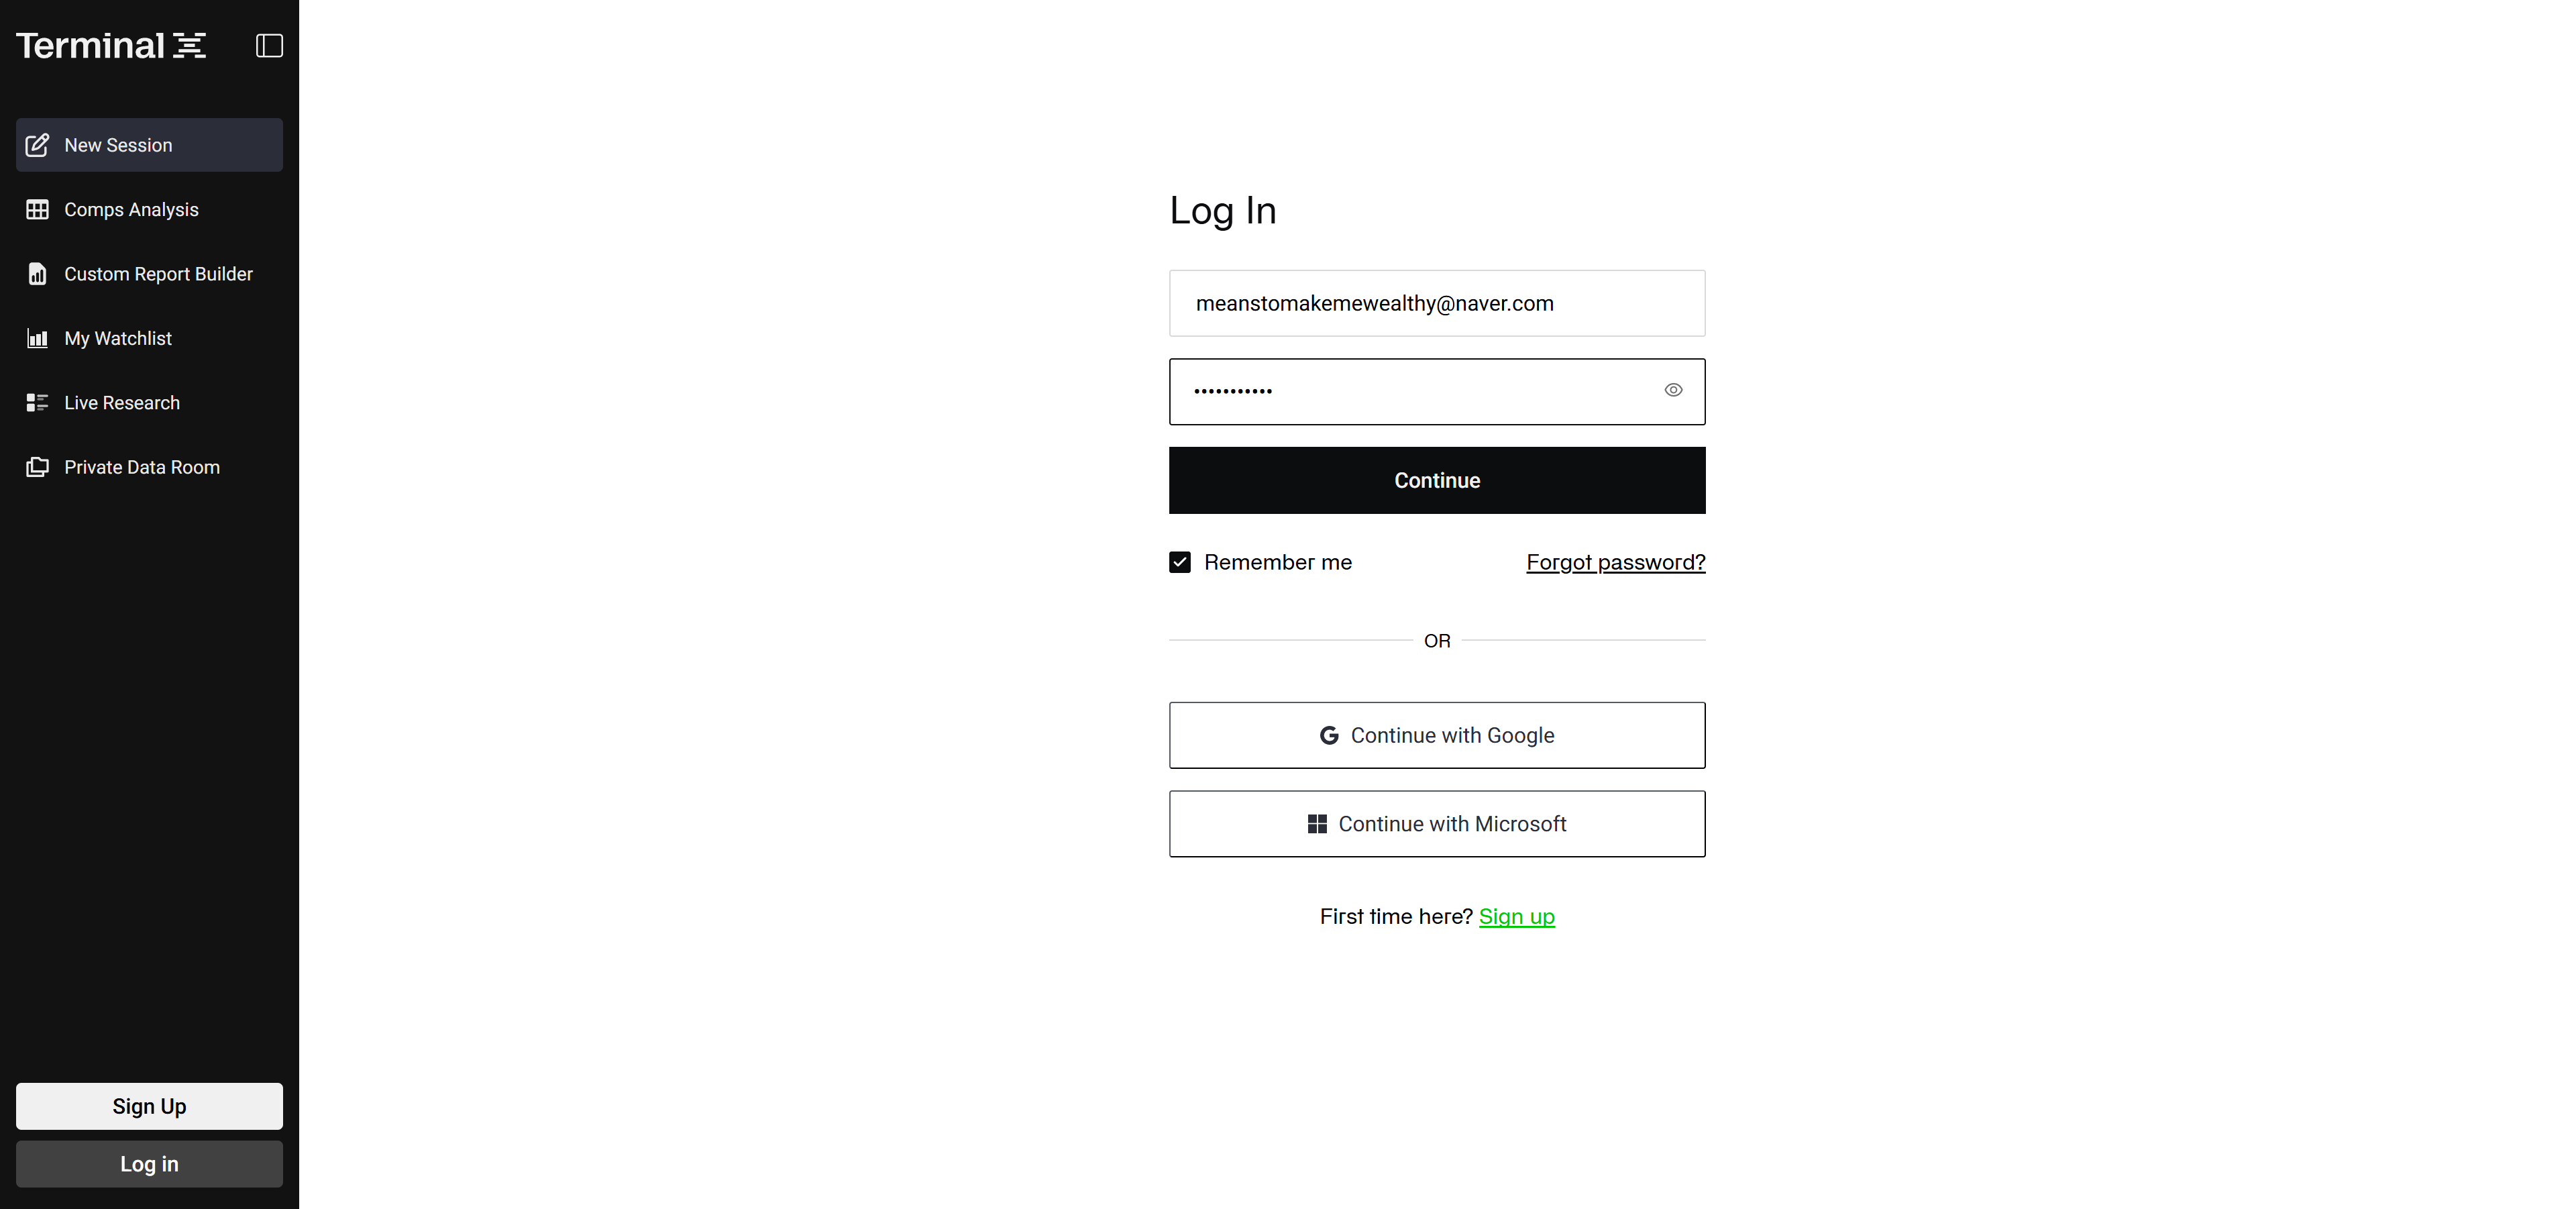 Terminal X
New Session
Comps Analysis
Custom Report Builder
My Watchlist
Live Research
Private Data Room
Sign Up
Log in
Log In
meanstomakemewealthy@naver.com
•••••••••••
Continue
Remember me
Forgot password?
OR
Continue with Google
Continue with Microsoft
First time here? Sign up